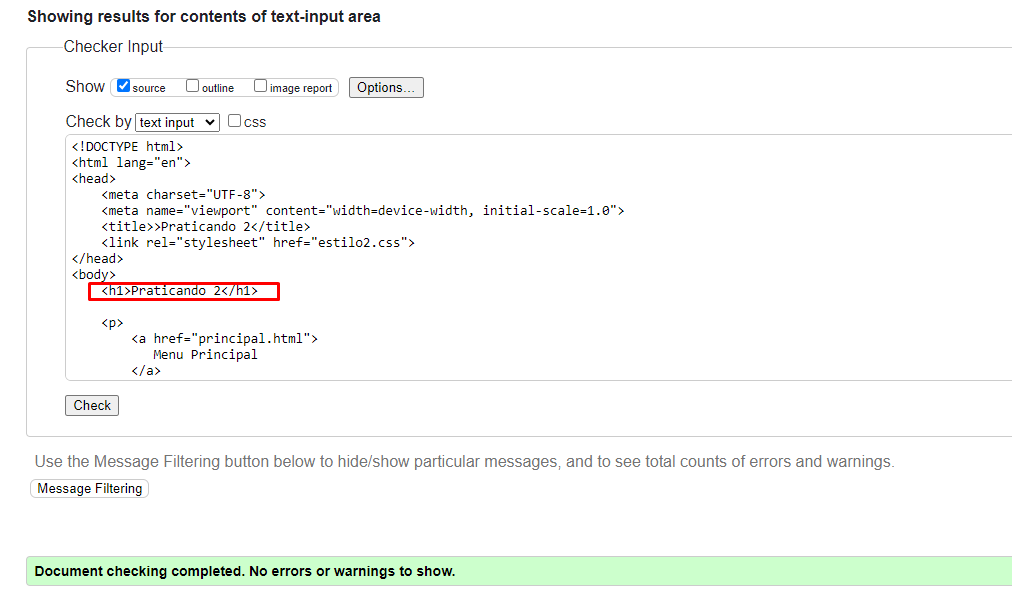 Showing results for contents of text-input area
Checker Input
Show source outline image report Options...
Check by text input CSS
<!DOCTYPE html>
<html lang="en">
<head>
    <meta charset="UTF-8">
    <meta name="viewport" content="width=device-width, initial-scale=1.0">
    <title>>Praticando 2</title>
    <link rel="stylesheet" href="estilo2.css">
</head>
<body>
    <h1>Praticando 2</h1>
    <p>
        <a href="principal.html">
           Menu Principal
        </a>
Check
Use the Message Filtering button below to hide/show particular messages, and to see total counts of errors and warnings.
Message Filtering
Document checking completed. No errors or warnings to show.